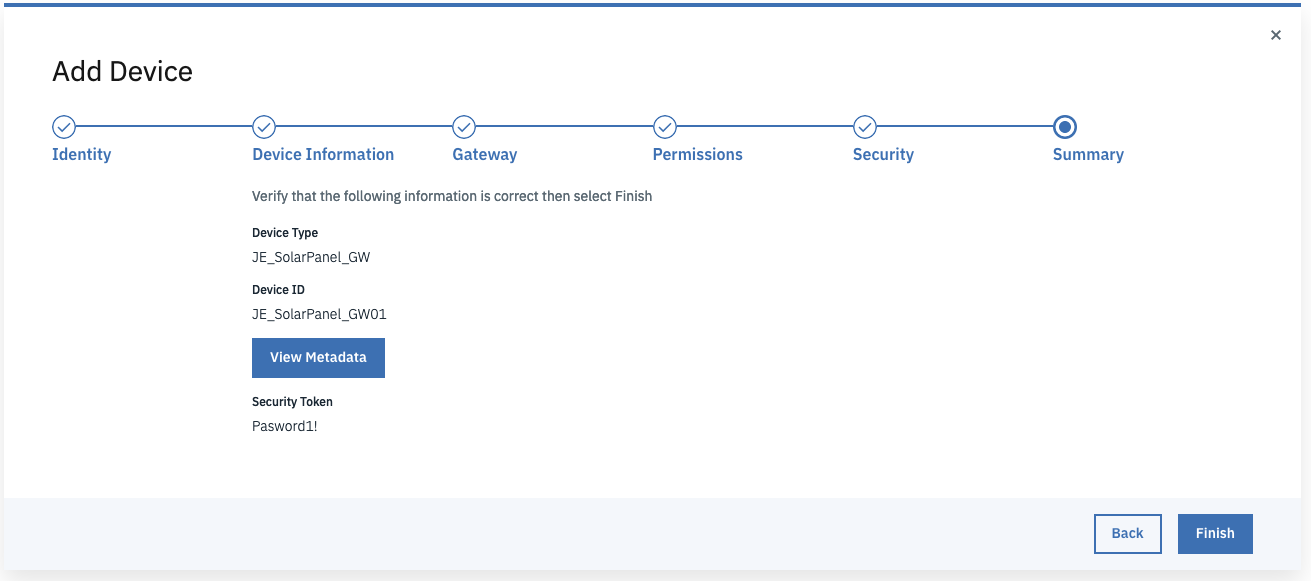 Add Device
Identity
Device Information
Gateway
Permissions
Security
Summary
Verify that the following information is correct then select Finish
Device Type
JE_SolarPanel_GW
Device ID
JE_SolarPanel_GW01
View Metadata
Security Token
Pasword1!
Back
Finish